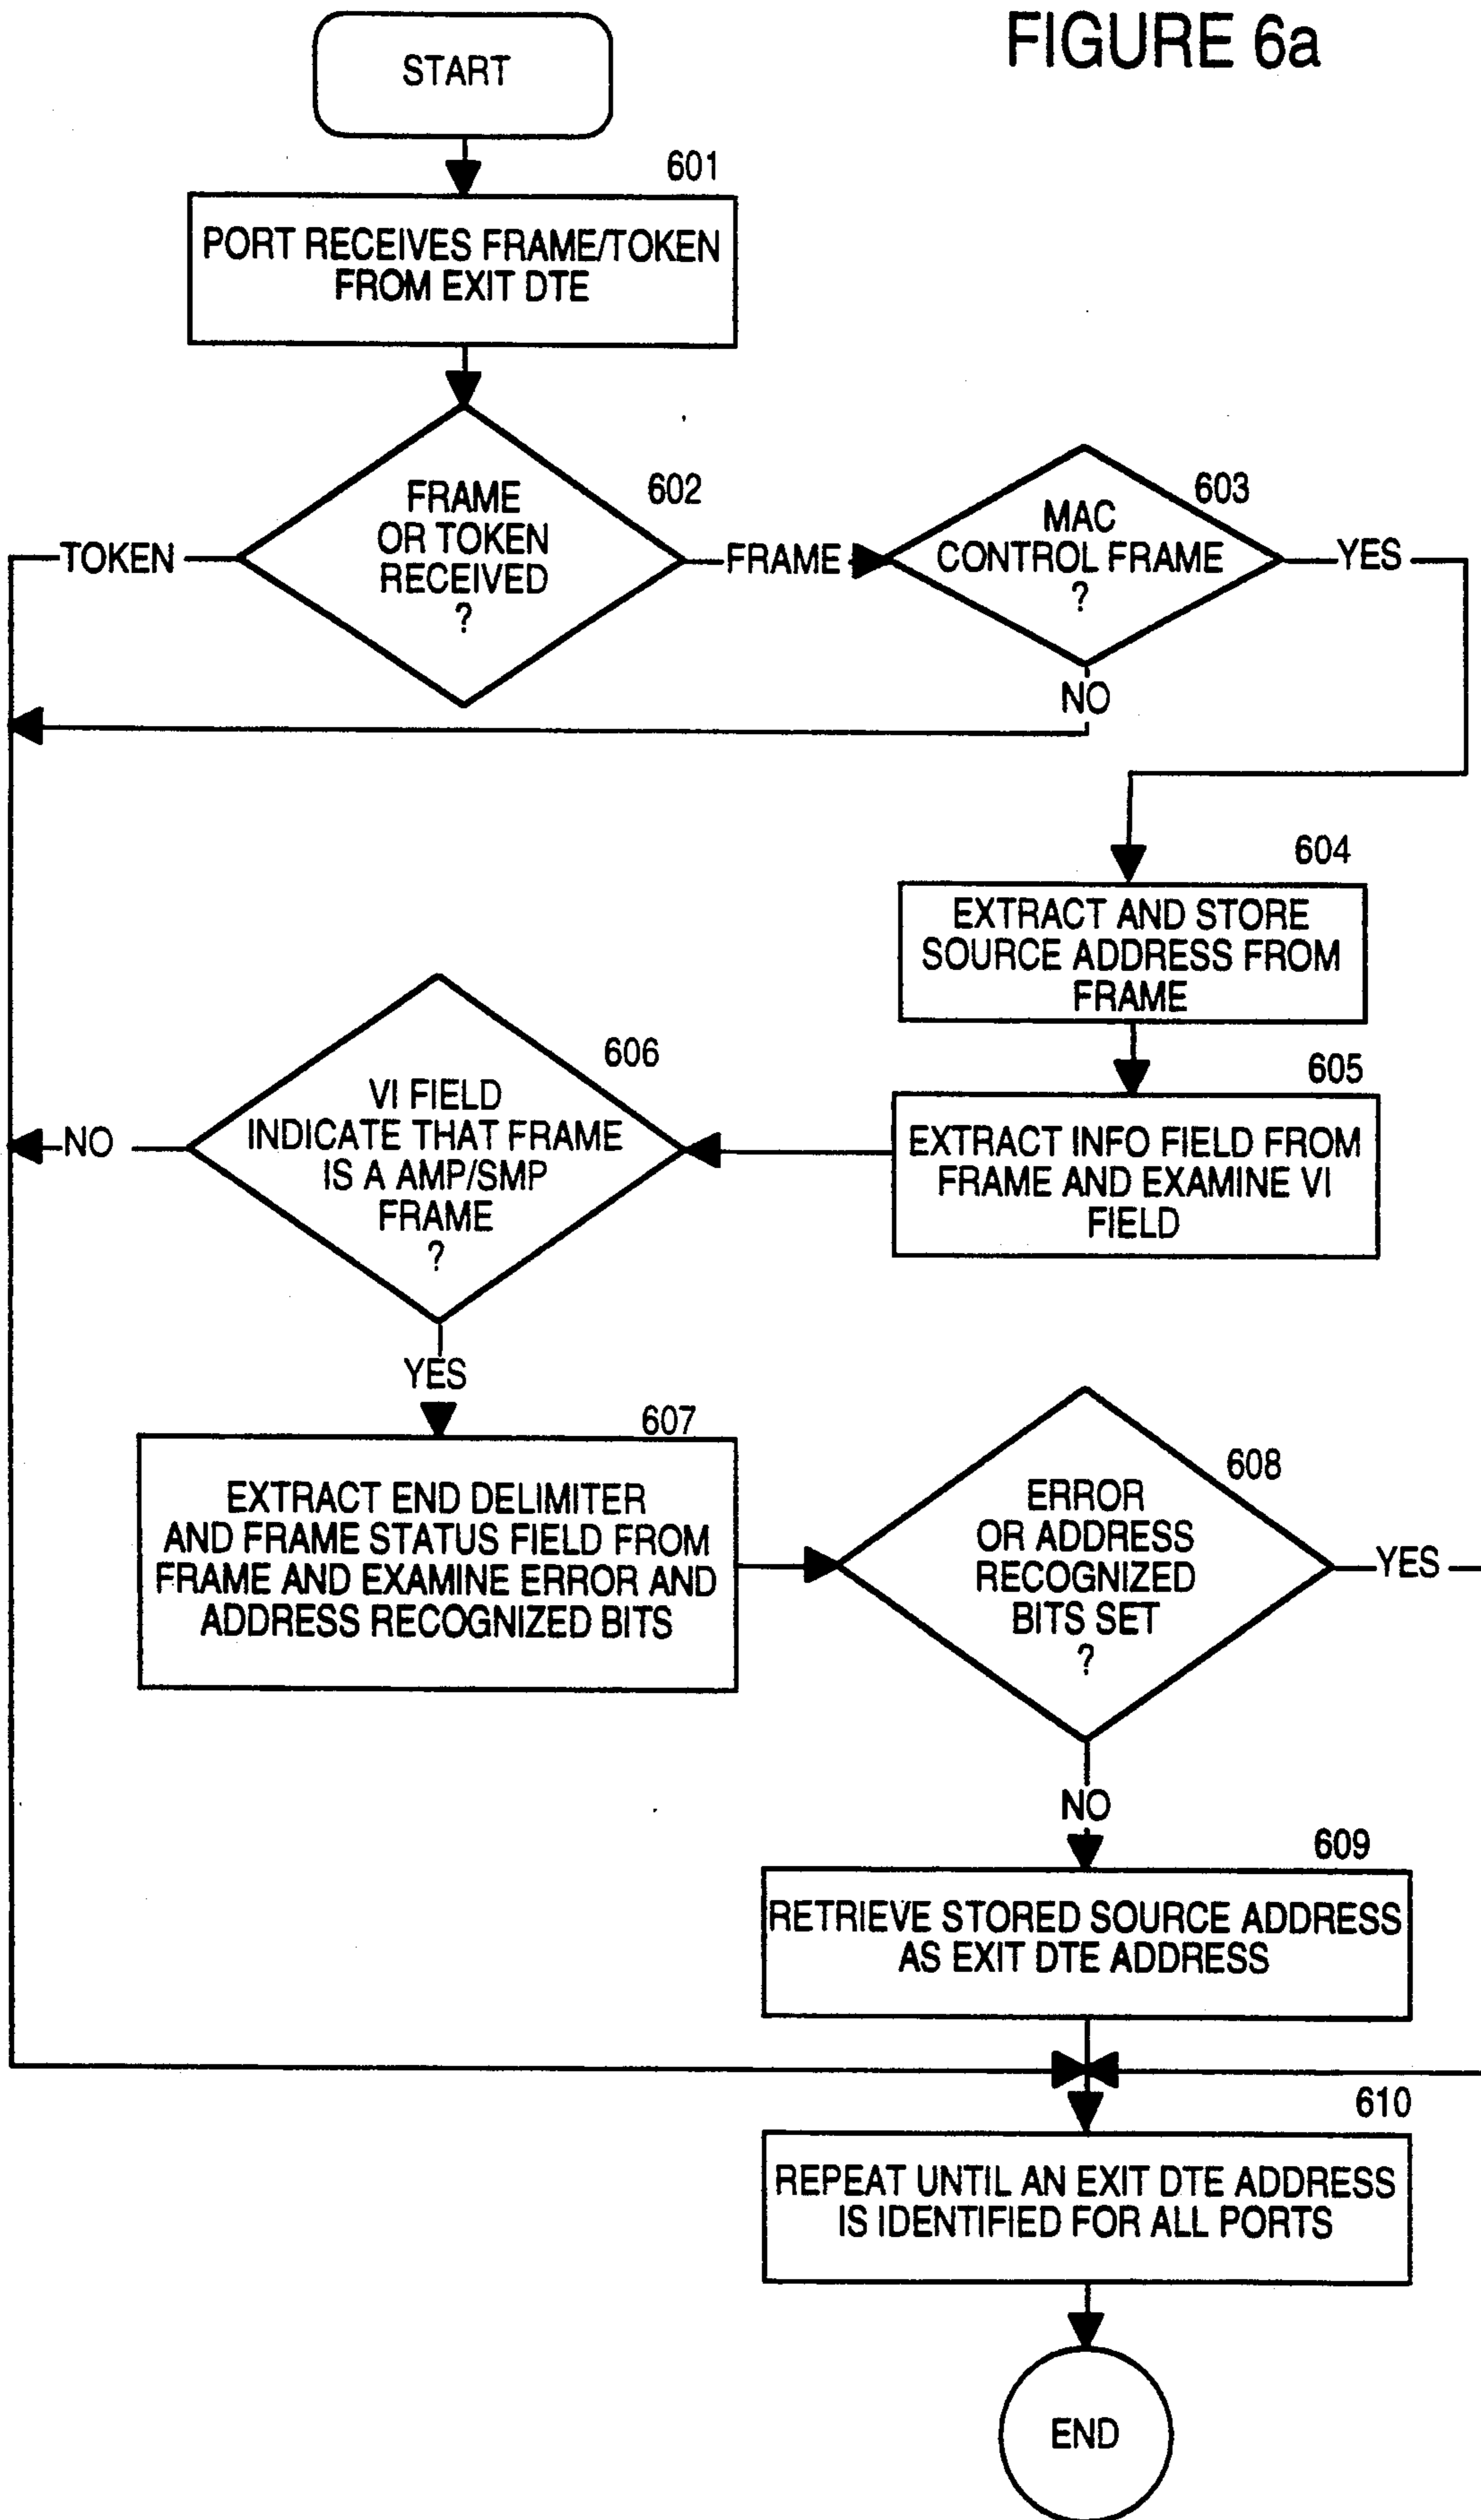 FIGURE 6a
START
601
PORT RECEIVES FRAME/TOKEN
FROM EXIT DTE
602
FRAME
OR TOKEN
RECEIVED
?
TOKEN
FRAME
603
MAC
CONTROL FRAME
?
YES
NO
604
EXTRACT AND STORE
SOURCE ADDRESS FROM
FRAME
605
EXTRACT INFO FIELD FROM
FRAME AND EXAMINE VI
FIELD
606
VI FIELD
INDICATE THAT FRAME
IS A AMP/SMP
FRAME
?
NO
YES
607
EXTRACT END DELIMITER
AND FRAME STATUS FIELD FROM
FRAME AND EXAMINE ERROR AND
ADDRESS RECOGNIZED BITS
608
ERROR
OR ADDRESS
RECOGNIZED
BITS SET
?
YES
NO
609
RETRIEVE STORED SOURCE ADDRESS
AS EXIT DTE ADDRESS
610
REPEAT UNTIL AN EXIT DTE ADDRESS
IS IDENTIFIED FOR ALL PORTS
END